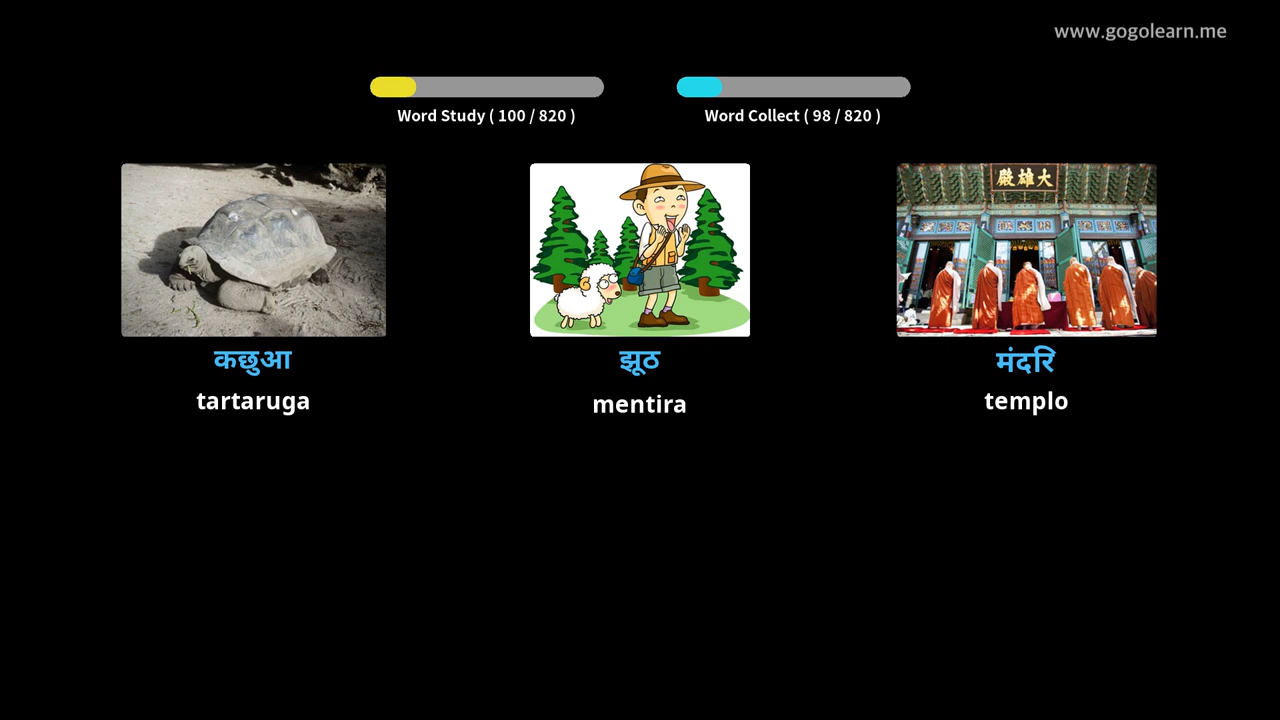 www.gogolearn.me
Word Study ( 100 / 820 )
Word Collect ( 98 / 820 )
大雄殿
कछुआ
झूठ
मंदरि
tartaruga
mentira
templo